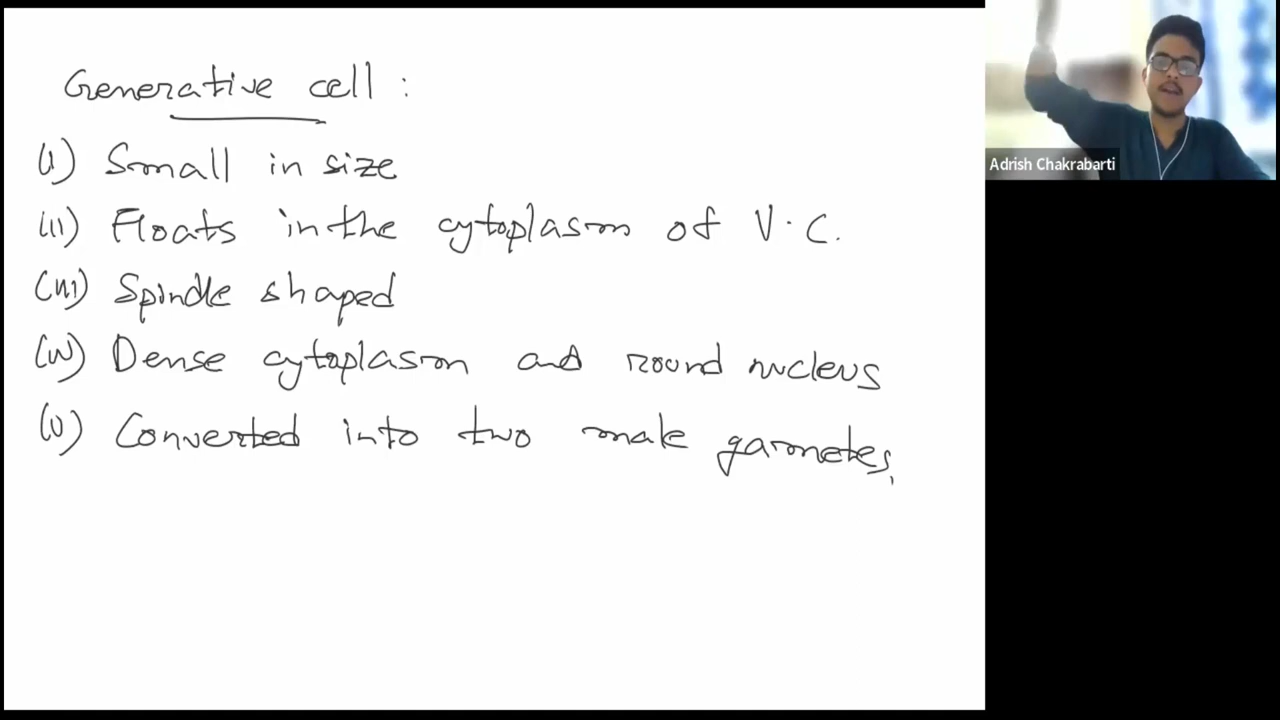 Generative cell :
(i) Small in size
(ii) Floats in the cytoplasm of V.C.
(iii) Spindle shaped
(iv) Dense cytoplasm and round nucleus
(v) Converted into two male gametes,
Adrish Chakrabarti